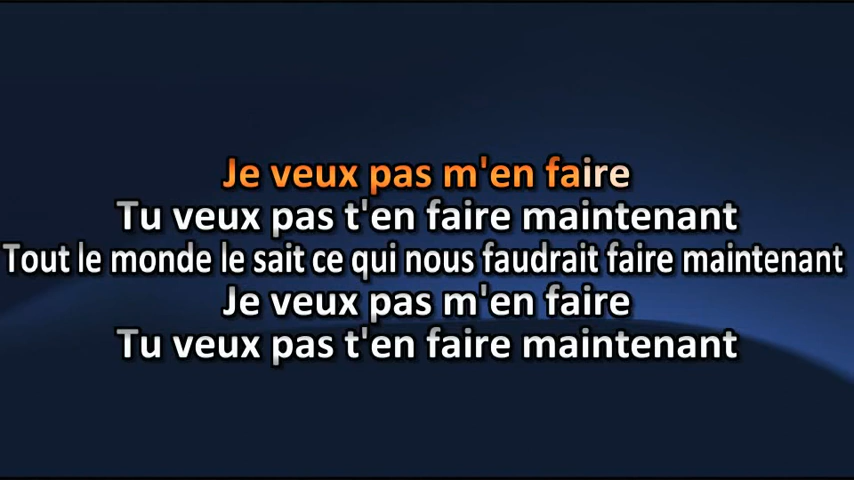 Je veux pas m'en faire
Tu veux pas t'en faire maintenant
Tout le monde le sait ce qui nous faudrait faire maintenant
Je veux pas m'en faire
Tu veux pas t'en faire maintenant